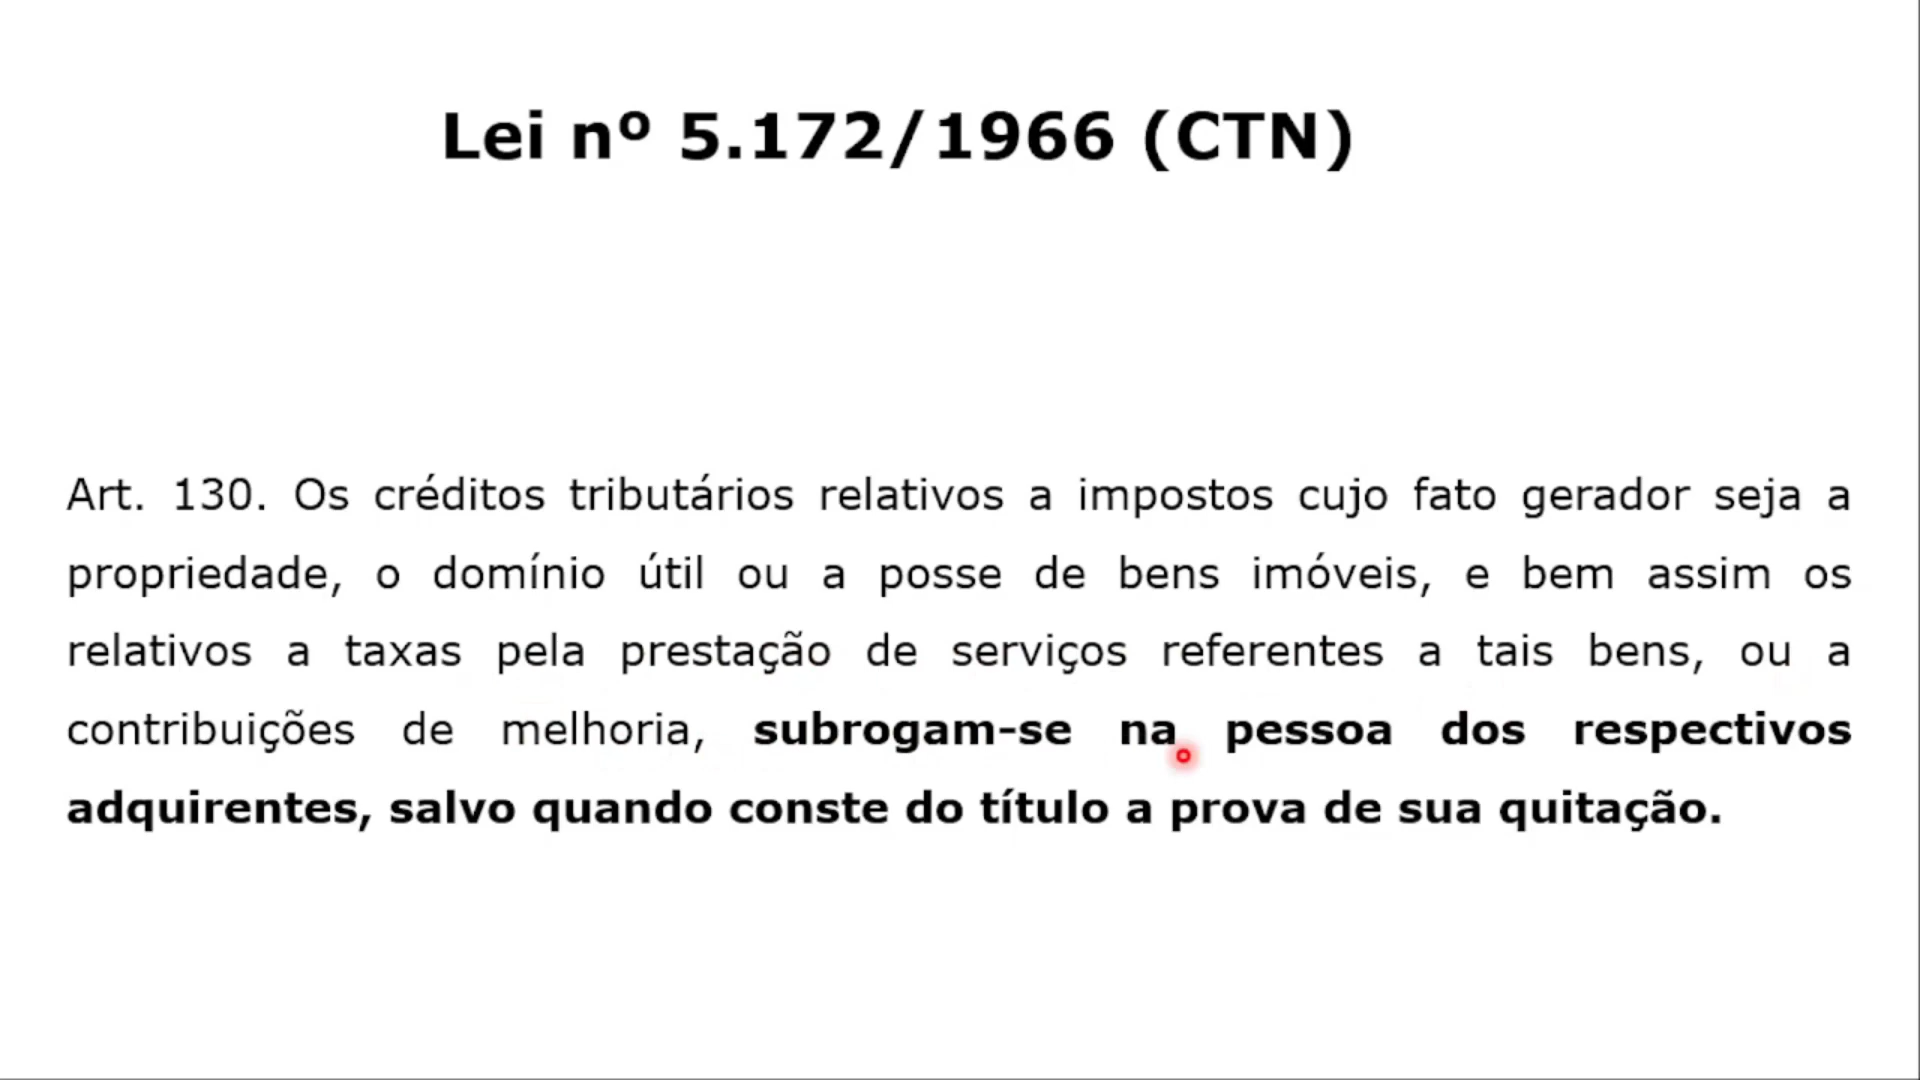 Lei nº 5.172/1966 (CTN)
Art. 130. Os créditos tributários relativos a impostos cujo fato gerador seja a
propriedade, o domínio útil ou a posse de bens imóveis, e bem assim os
relativos a taxas pela prestação de serviços referentes a tais bens, ou a
contribuições de melhoria, subrogam-se na pessoa dos respectivos
adquirentes, salvo quando conste do título a prova de sua quitação.